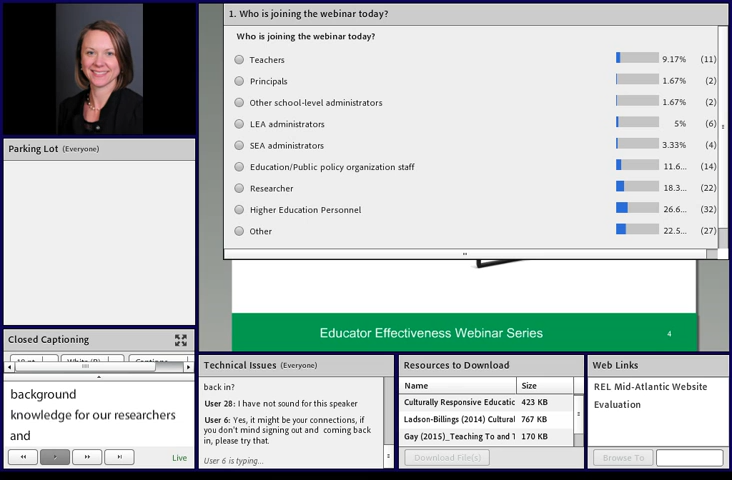 1. Who is joining the webinar today?
Who is joining the webinar today?
Teachers 9.17% (11)
Principals 1.67% (2)
Other school-level administrators 1.67% (2)
LEA administrators 5% (6)
SEA administrators 3.33% (4)
Education/Public policy organization staff 11.6... (14)
Researcher 18.3... (22)
Higher Education Personnel 26.6... (32)
Other 22.5... (27)
Parking Lot (Everyone)
Educator Effectiveness Webinar Series 4
Closed Captioning
background
knowledge for our researchers
and
Live
Technical Issues (Everyone)
back in?
User 28: I have not sound for this speaker
User 6: Yes, it might be your connections, if
you don't mind signing out and coming back
in, please try that.
User 6 is typing...
Resources to Download
Name Size
Culturally Responsive Educatic 423 KB
Ladson-Billings (2014) Cultural 767 KB
Gay (2015)_Teaching To and T 170 KB
Download File(s)
Web Links
REL Mid-Atlantic Website
Evaluation
Browse To